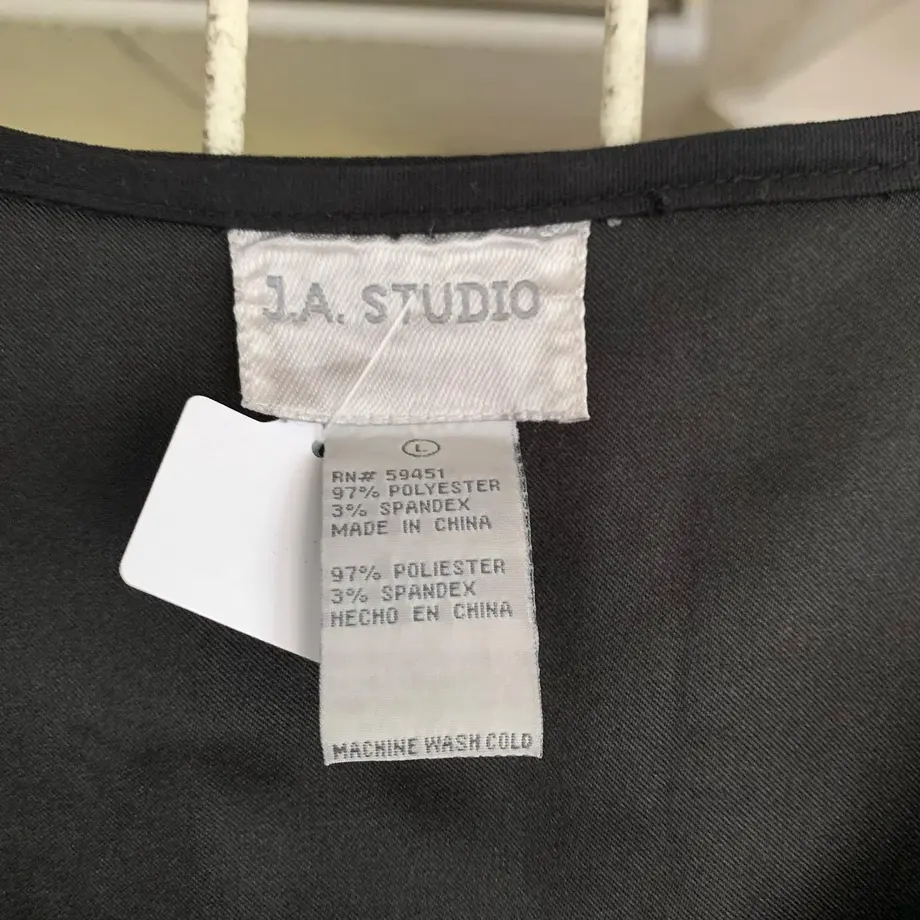 J.A. STUDIO
L
RN# 59451
97% POLYESTER
3% SPANDEX
MADE IN CHINA
97% POLIESTER
3% SPANDEX
HECHO EN CHINA
MACHINE WASH COLD